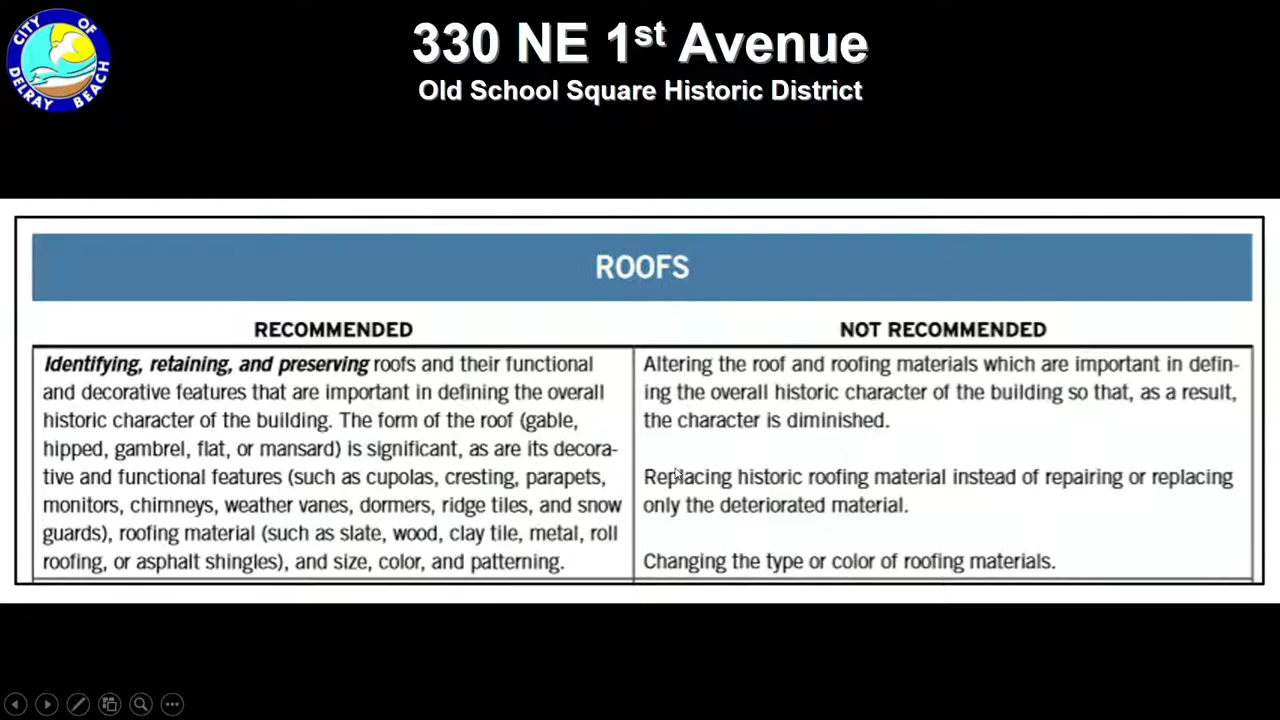 CITY OF
DELRAY BEACH
330 NE 1st Avenue
Old School Square Historic District
ROOFS
RECOMMENDED
NOT RECOMMENDED
Identifying, retaining, and preserving roofs and their functional
and decorative features that are important in defining the overall
historic character of the building. The form of the roof (gable,
hipped, gambrel, flat, or mansard) is significant, as are its decora-
tive and functional features (such as cupolas, cresting, parapets,
monitors, chimneys, weather vanes, dormers, ridge tiles, and snow
guards), roofing material (such as slate, wood, clay tile, metal, roll
roofing, or asphalt shingles), and size, color, and patterning.
Altering the roof and roofing materials which are important in defin-
ing the overall historic character of the building so that, as a result,
the character is diminished.
Replacing historic roofing material instead of repairing or replacing
only the deteriorated material.
Changing the type or color of roofing materials.